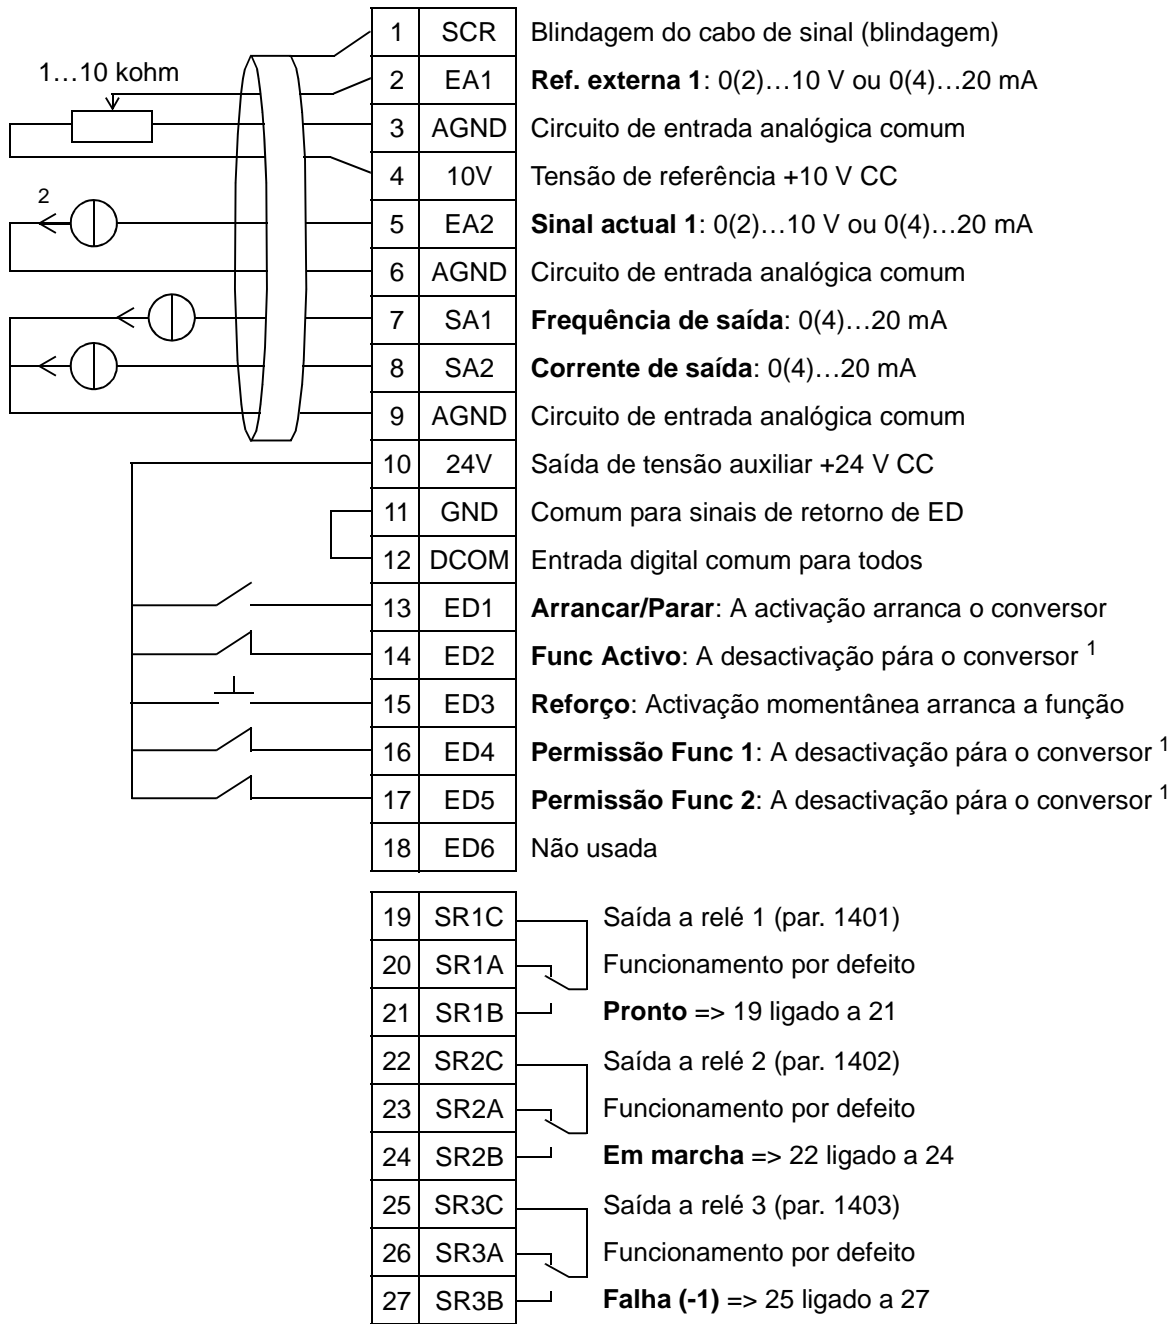 1 SCR Blindagem do cabo de sinal (blindagem)
1…10 kohm
2 EA1 Ref. externa 1: 0(2)…10 V ou 0(4)…20 mA
3 AGND Circuito de entrada analógica comum
4 10V Tensão de referência +10 V CC
2
5 EA2 Sinal actual 1: 0(2)…10 V ou 0(4)…20 mA
6 AGND Circuito de entrada analógica comum
7 SA1 Frequência de saída: 0(4)…20 mA
8 SA2 Corrente de saída: 0(4)…20 mA
9 AGND Circuito de entrada analógica comum
10 24V Saída de tensão auxiliar +24 V CC
11 GND Comum para sinais de retorno de ED
12 DCOM Entrada digital comum para todos
13 ED1 Arrancar/Parar: A activação arranca o conversor
14 ED2 Func Activo: A desactivação pára o conversor 1
15 ED3 Reforço: Activação momentânea arranca a função
16 ED4 Permissão Func 1: A desactivação pára o conversor 1
17 ED5 Permissão Func 2: A desactivação pára o conversor 1
18 ED6 Não usada
19 SR1C Saída a relé 1 (par. 1401)
20 SR1A Funcionamento por defeito
21 SR1B Pronto => 19 ligado a 21
22 SR2C Saída a relé 2 (par. 1402)
23 SR2A Funcionamento por defeito
24 SR2B Em marcha => 22 ligado a 24
25 SR3C Saída a relé 3 (par. 1403)
26 SR3A Funcionamento por defeito
27 SR3B Falha (-1) => 25 ligado a 27